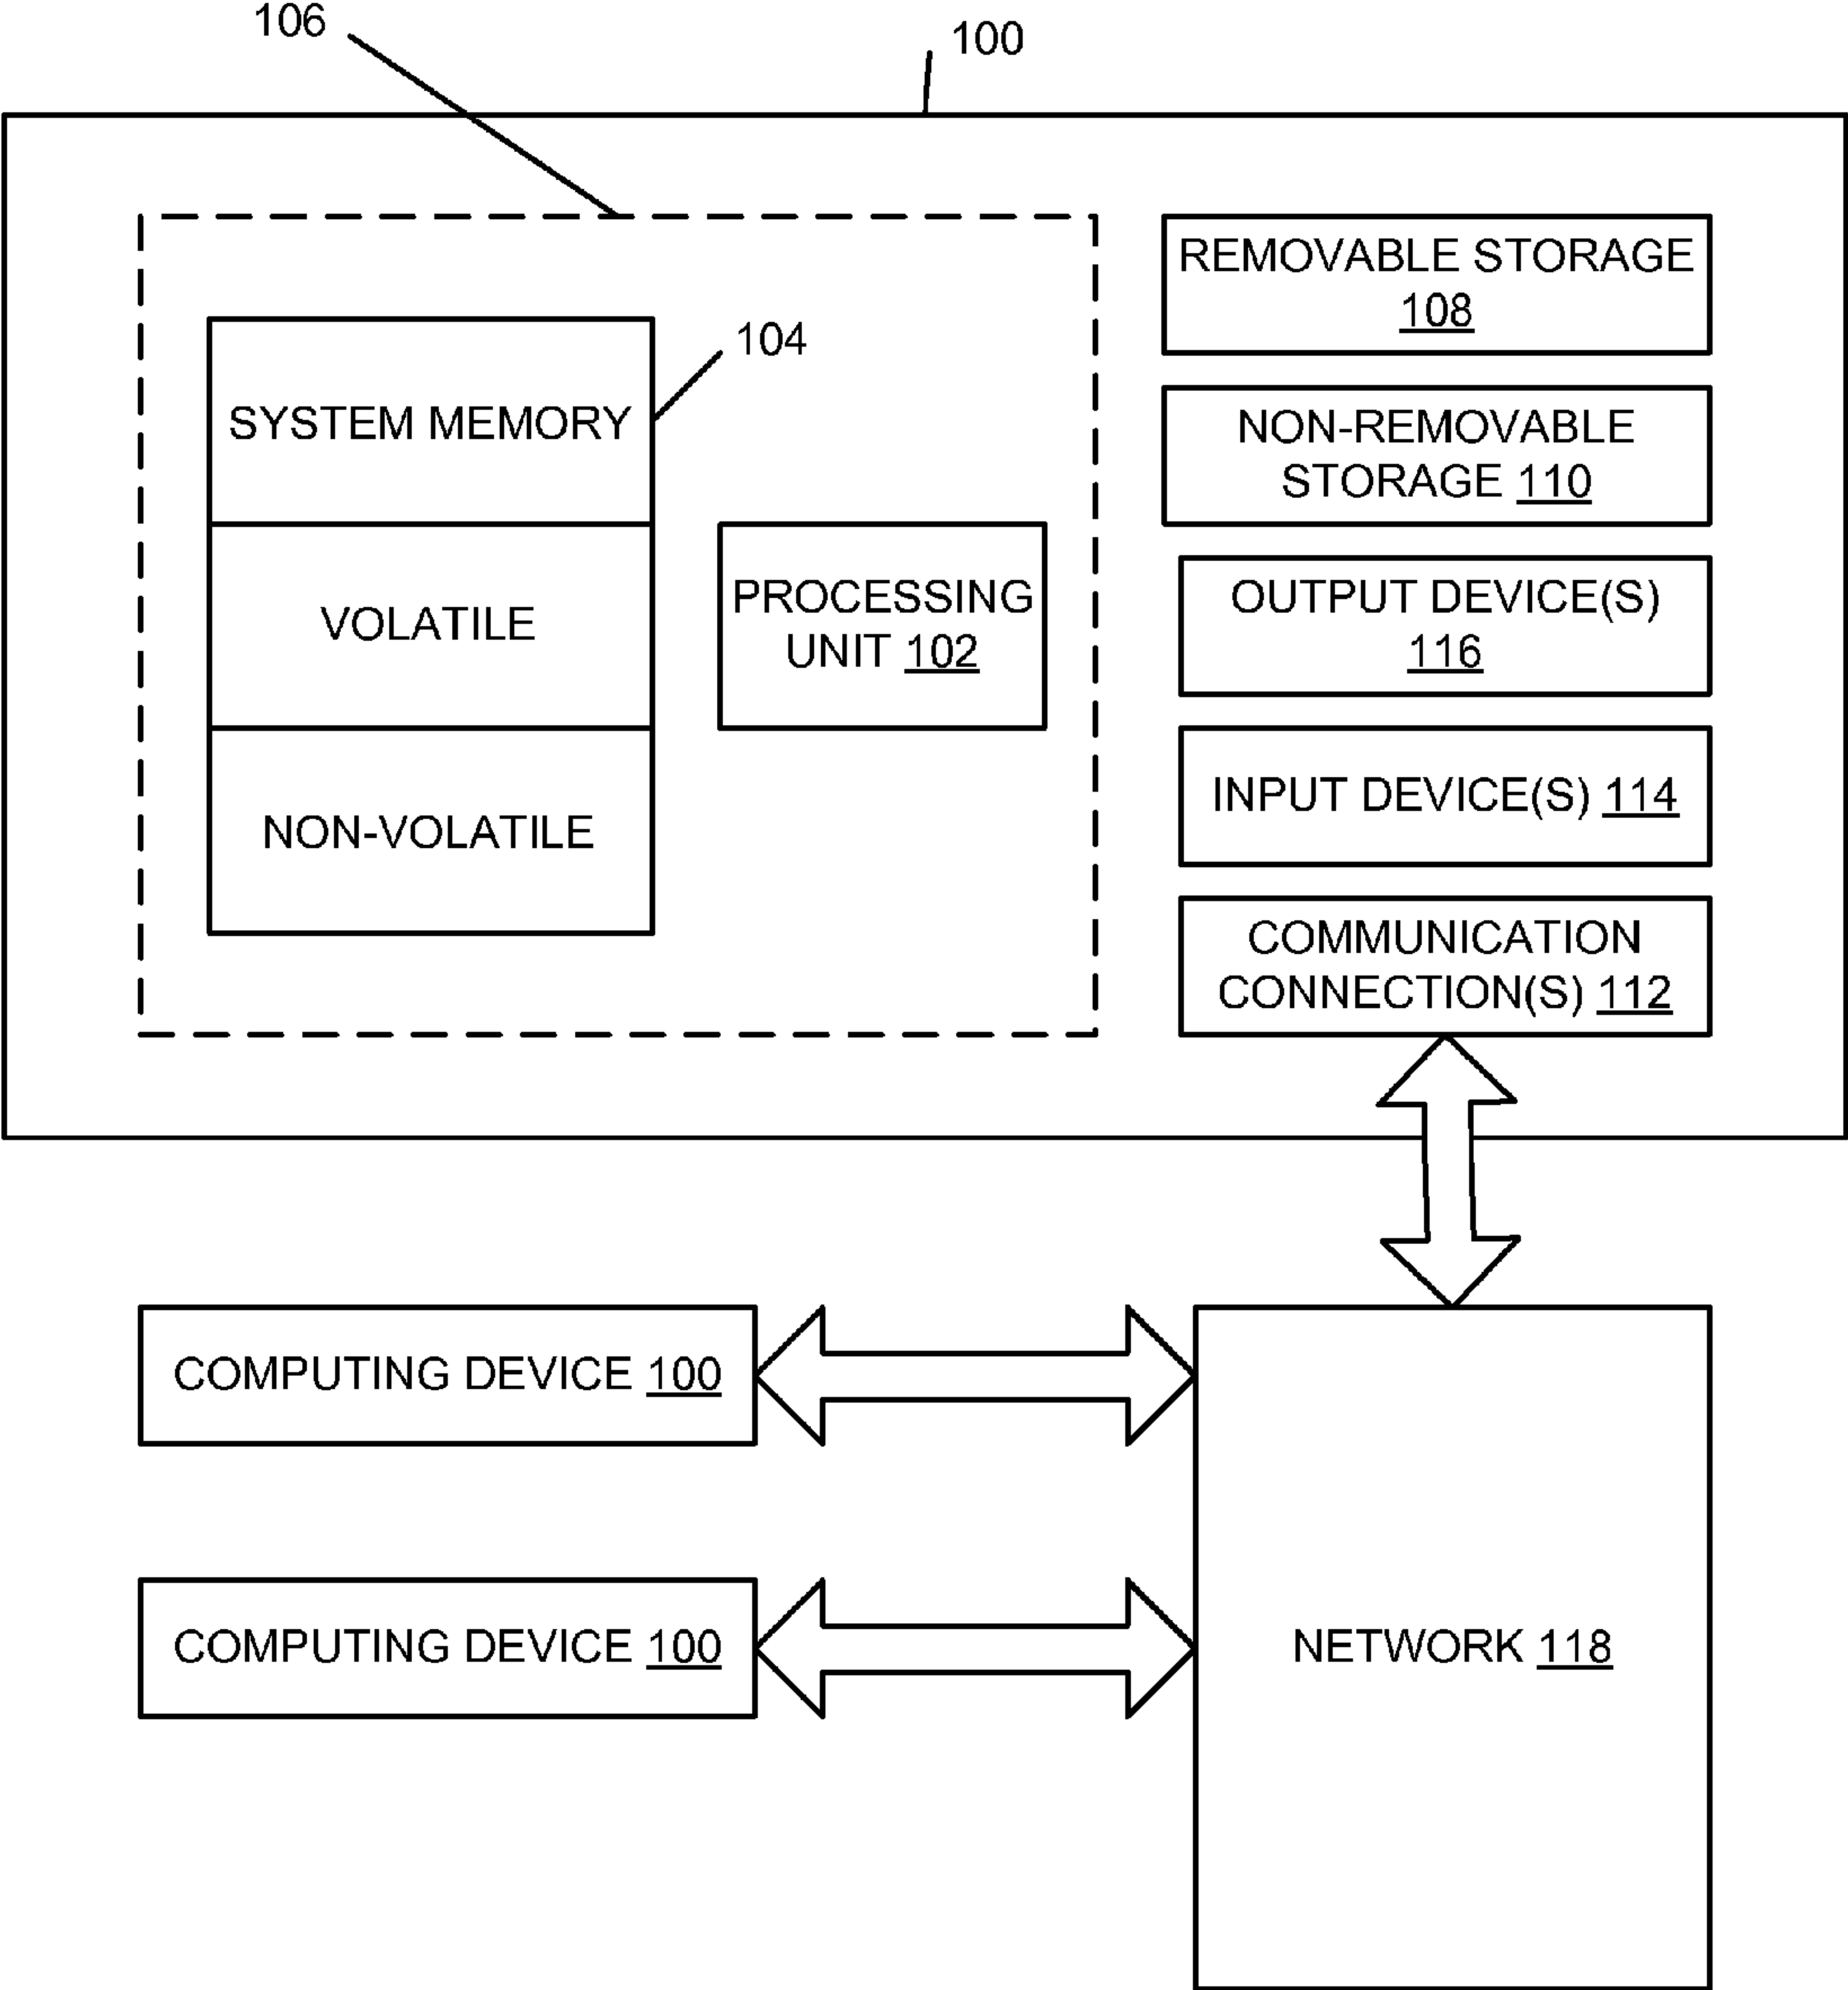 106
100
REMOVABLE STORAGE
108
104
SYSTEM MEMORY
NON-REMOVABLE
STORAGE 110
VOLATILE
PROCESSING
UNIT 102
OUTPUT DEVICE(S)
116
NON-VOLATILE
INPUT DEVICE(S) 114
COMMUNICATION
CONNECTION(S) 112
COMPUTING DEVICE 100
COMPUTING DEVICE 100
NETWORK 118